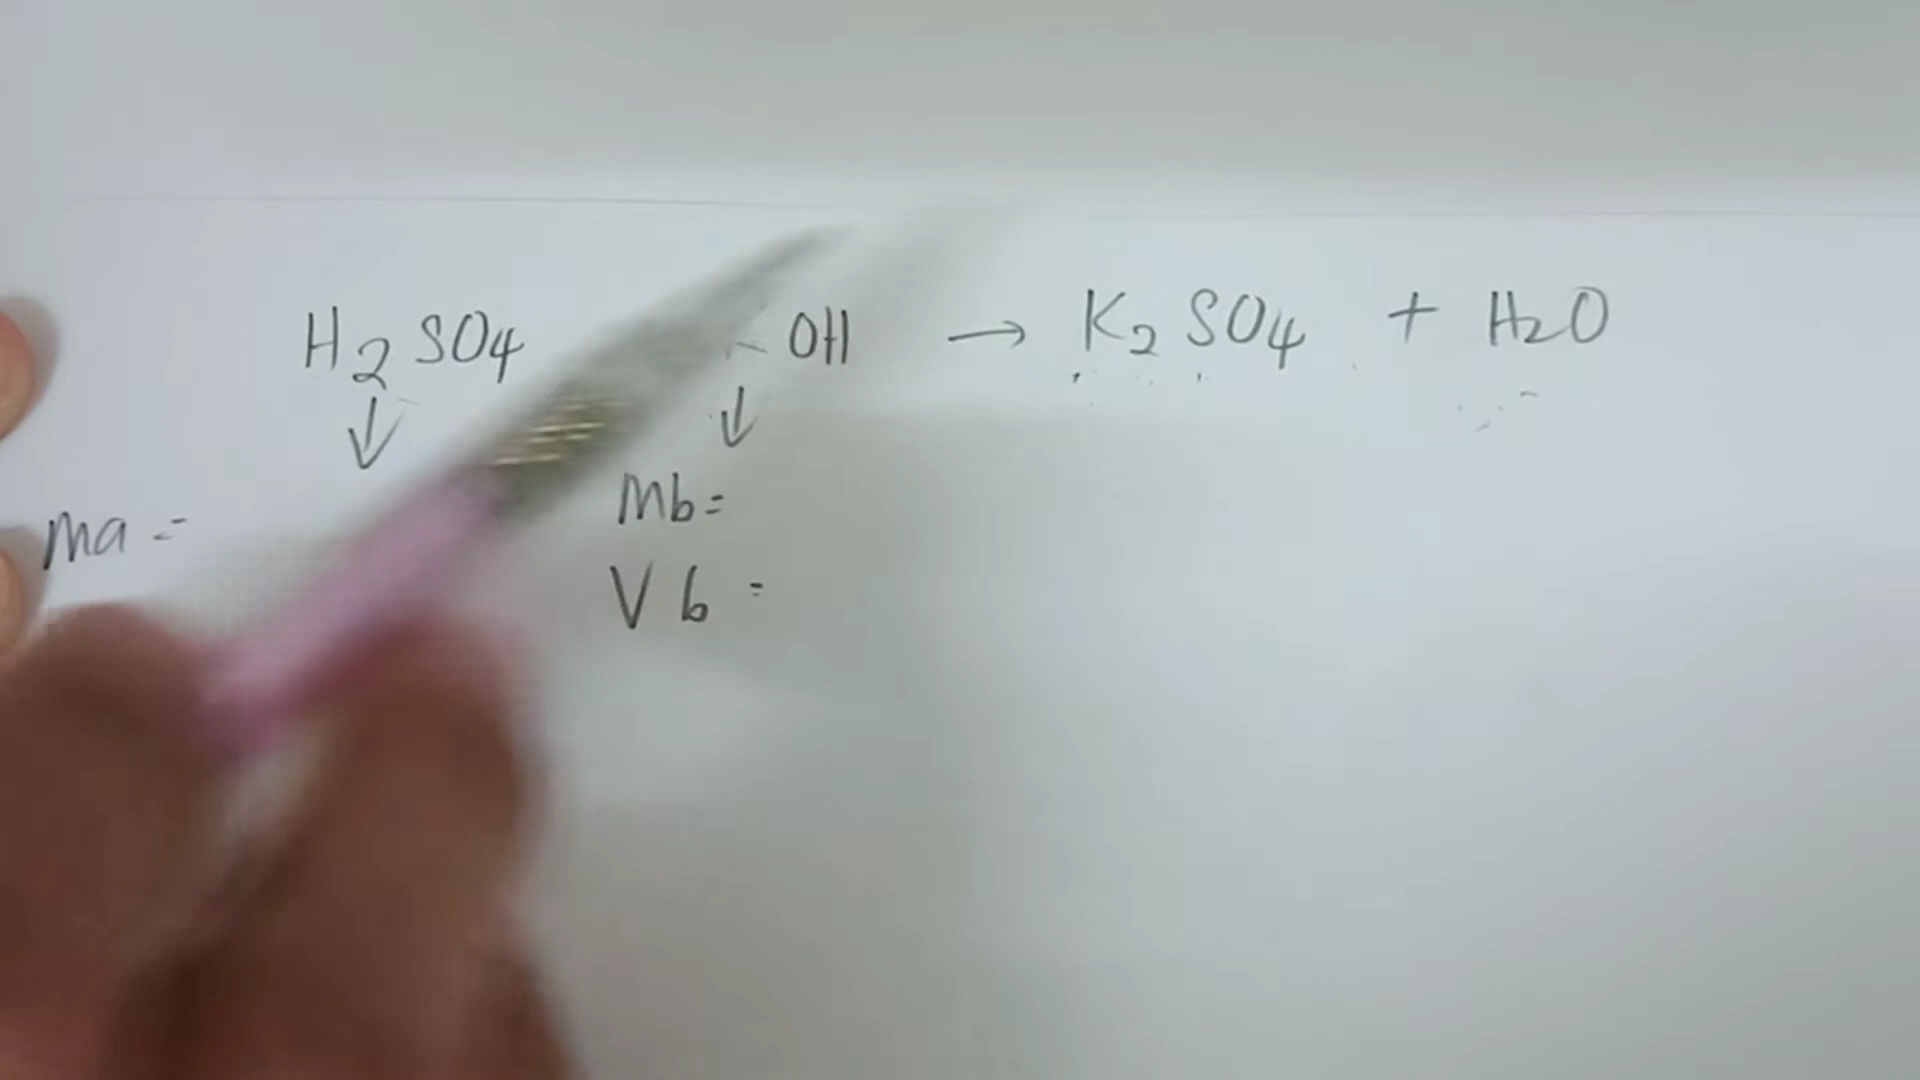 H2SO4 OH → K2SO4 + H2O
↓ ↓
Ma = Mb =
Vb =